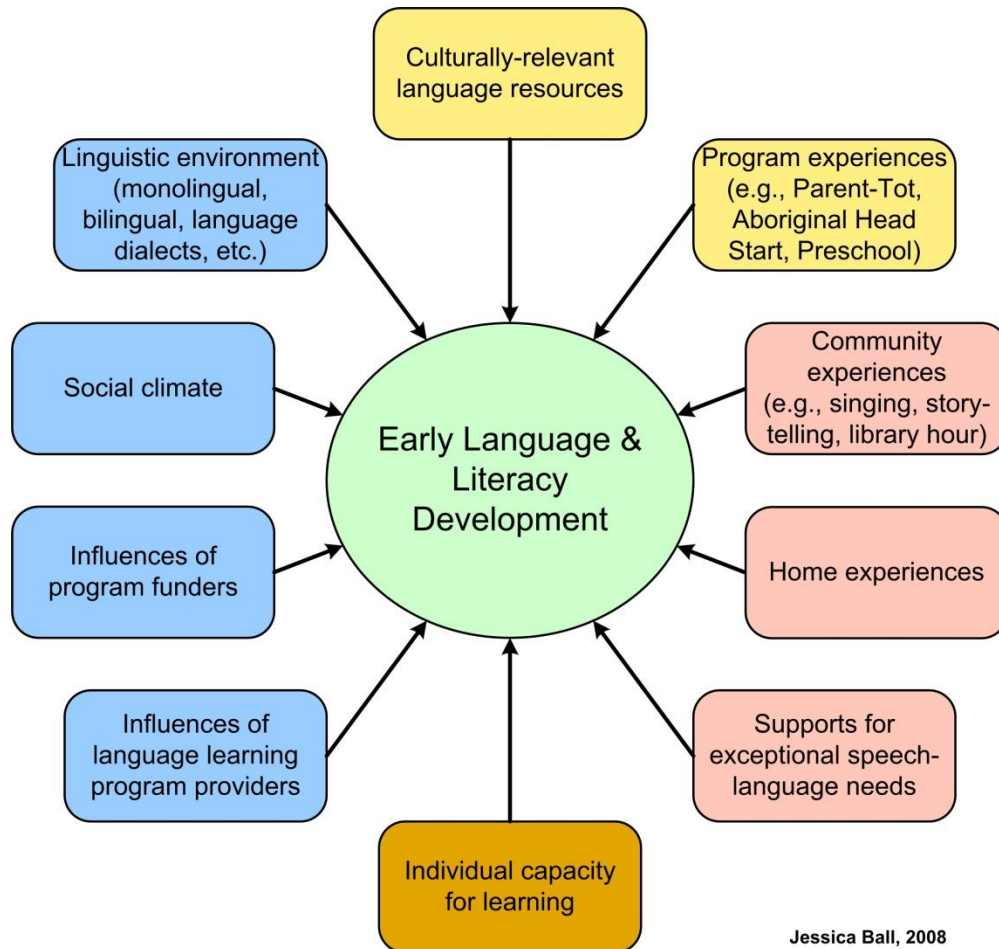 Culturally-relevant
language resources
Linguistic environment
(monolingual,
bilingual, language
dialects, etc.)
Program experiences
(e.g., Parent-Tot,
Aboriginal Head
Start, Preschool)
Social climate
Community
experiences
(e.g., singing, story-
telling, library hour)
Early Language &
Literacy
Development
Influences of
program funders
Home experiences
Influences of
language learning
program providers
Supports for
exceptional speech-
language needs
Individual capacity
for learning
Jessica Ball, 2008